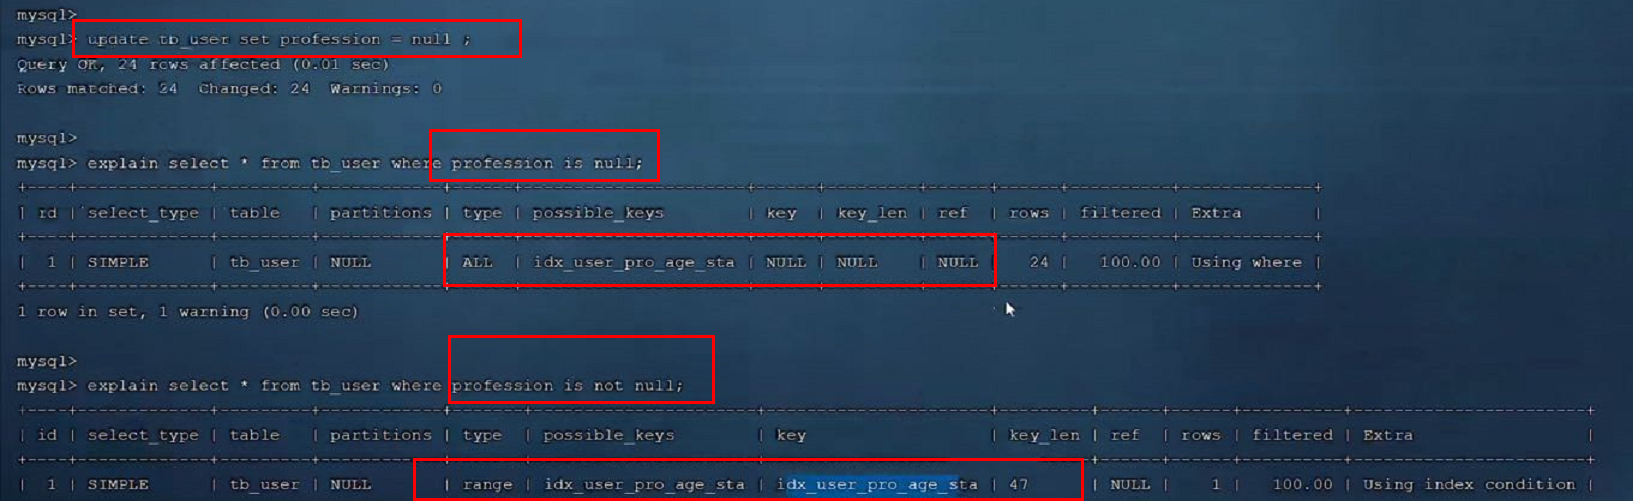 mysql>
mysql> update tb_user set profession = null ;
Query OK, 24 rows affected (0.01 sec)
Rows matched: 24  Changed: 24  Warnings: 0
mysql>
mysql> explain select * from tb_user where profession is null;
+----+-------------+---------+------------+------+----------------------+------+---------+------+------+----------+-------------+
| id | select_type | table   | partitions | type | possible_keys        | key  | key_len | ref  | rows | filtered | Extra       |
+----+-------------+---------+------------+------+----------------------+------+---------+------+------+----------+-------------+
|  1 | SIMPLE      | tb_user | NULL       | ALL  | idx_user_pro_age_sta | NULL | NULL    | NULL |   24 |   100.00 | Using where |
+----+-------------+---------+------------+------+----------------------+------+---------+------+------+----------+-------------+
1 row in set, 1 warning (0.00 sec)
mysql>
mysql> explain select * from tb_user where profession is not null;
+----+-------------+---------+------------+-------+----------------------+----------------------+---------+------+------+----------+-----------------------+
| id | select_type | table   | partitions | type  | possible_keys        | key                  | key_len | ref  | rows | filtered | Extra                 |
+----+-------------+---------+------------+-------+----------------------+----------------------+---------+------+------+----------+-----------------------+
|  1 | SIMPLE      | tb_user | NULL       | range | idx_user_pro_age_sta | idx_user_pro_age_sta | 47      | NULL |    1 |   100.00 | Using index condition |